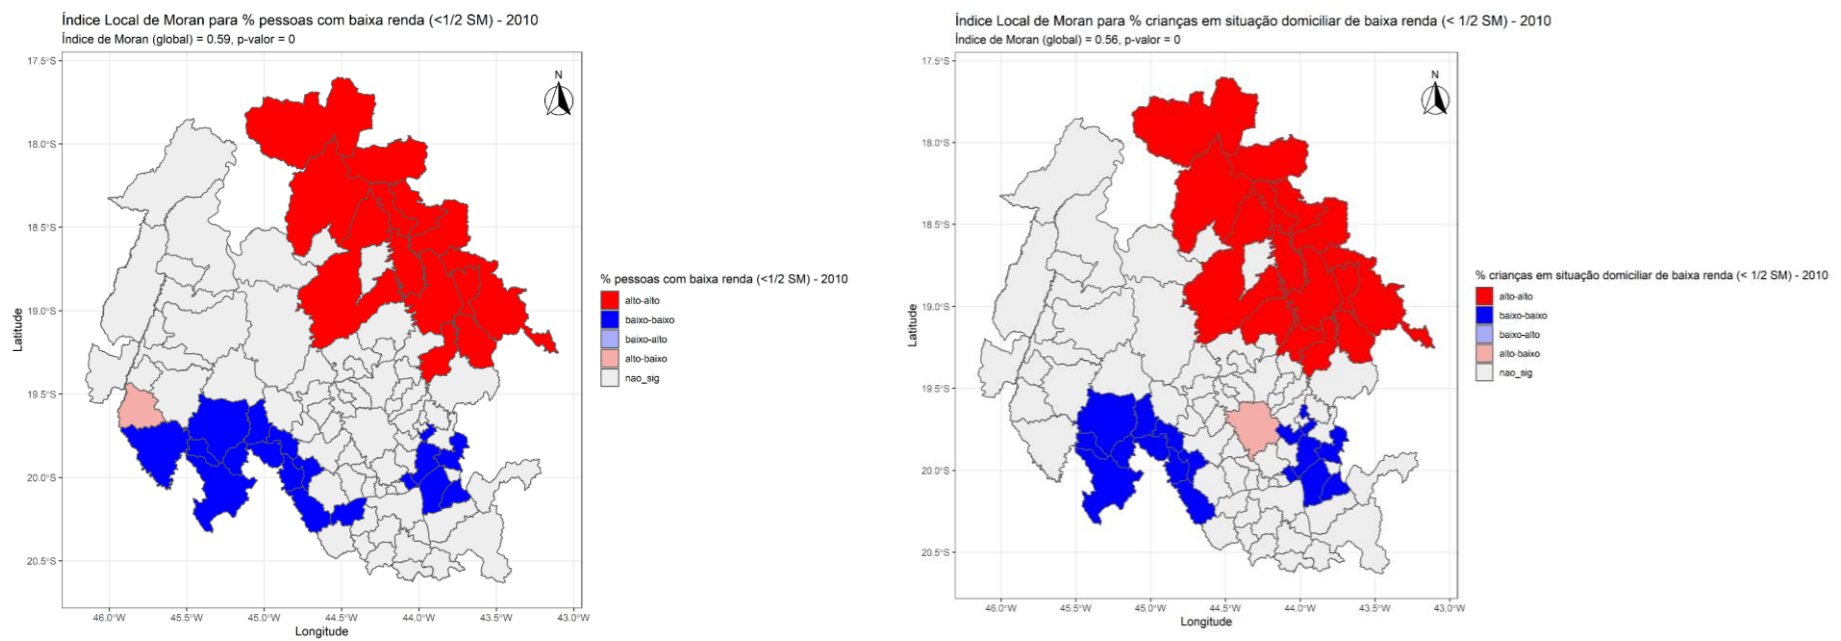 Índice Local de Moran para % pessoas com baixa renda (<1/2 SM) - 2010
Índice de Moran (global) = 0.59, p-valor = 0
N
17.5°S
18.0°S
18.5°S
19.0°S
19.5°S
20.0°S
20.5°S
Latitude
46.0°W
45.5°W
45.0°W
44.5°W
44.0°W
43.5°W
43.0°W
Longitude
% pessoas com baixa renda (<1/2 SM) - 2010
alto-alto
baixo-baixo
baixo-alto
alto-baixo
nao_sig
Índice Local de Moran para % crianças em situação domiciliar de baixa renda (< 1/2 SM) - 2010
Índice de Moran (global) = 0.56, p-valor = 0
N
17.5°S
18.0°S
18.5°S
19.0°S
19.5°S
20.0°S
20.5°S
Latitude
46.0°W
45.5°W
45.0°W
44.5°W
44.0°W
43.5°W
43.0°W
Longitude
% crianças em situação domiciliar de baixa renda (< 1/2 SM) - 2010
alto-alto
baixo-baixo
baixo-alto
alto-baixo
nao_sig